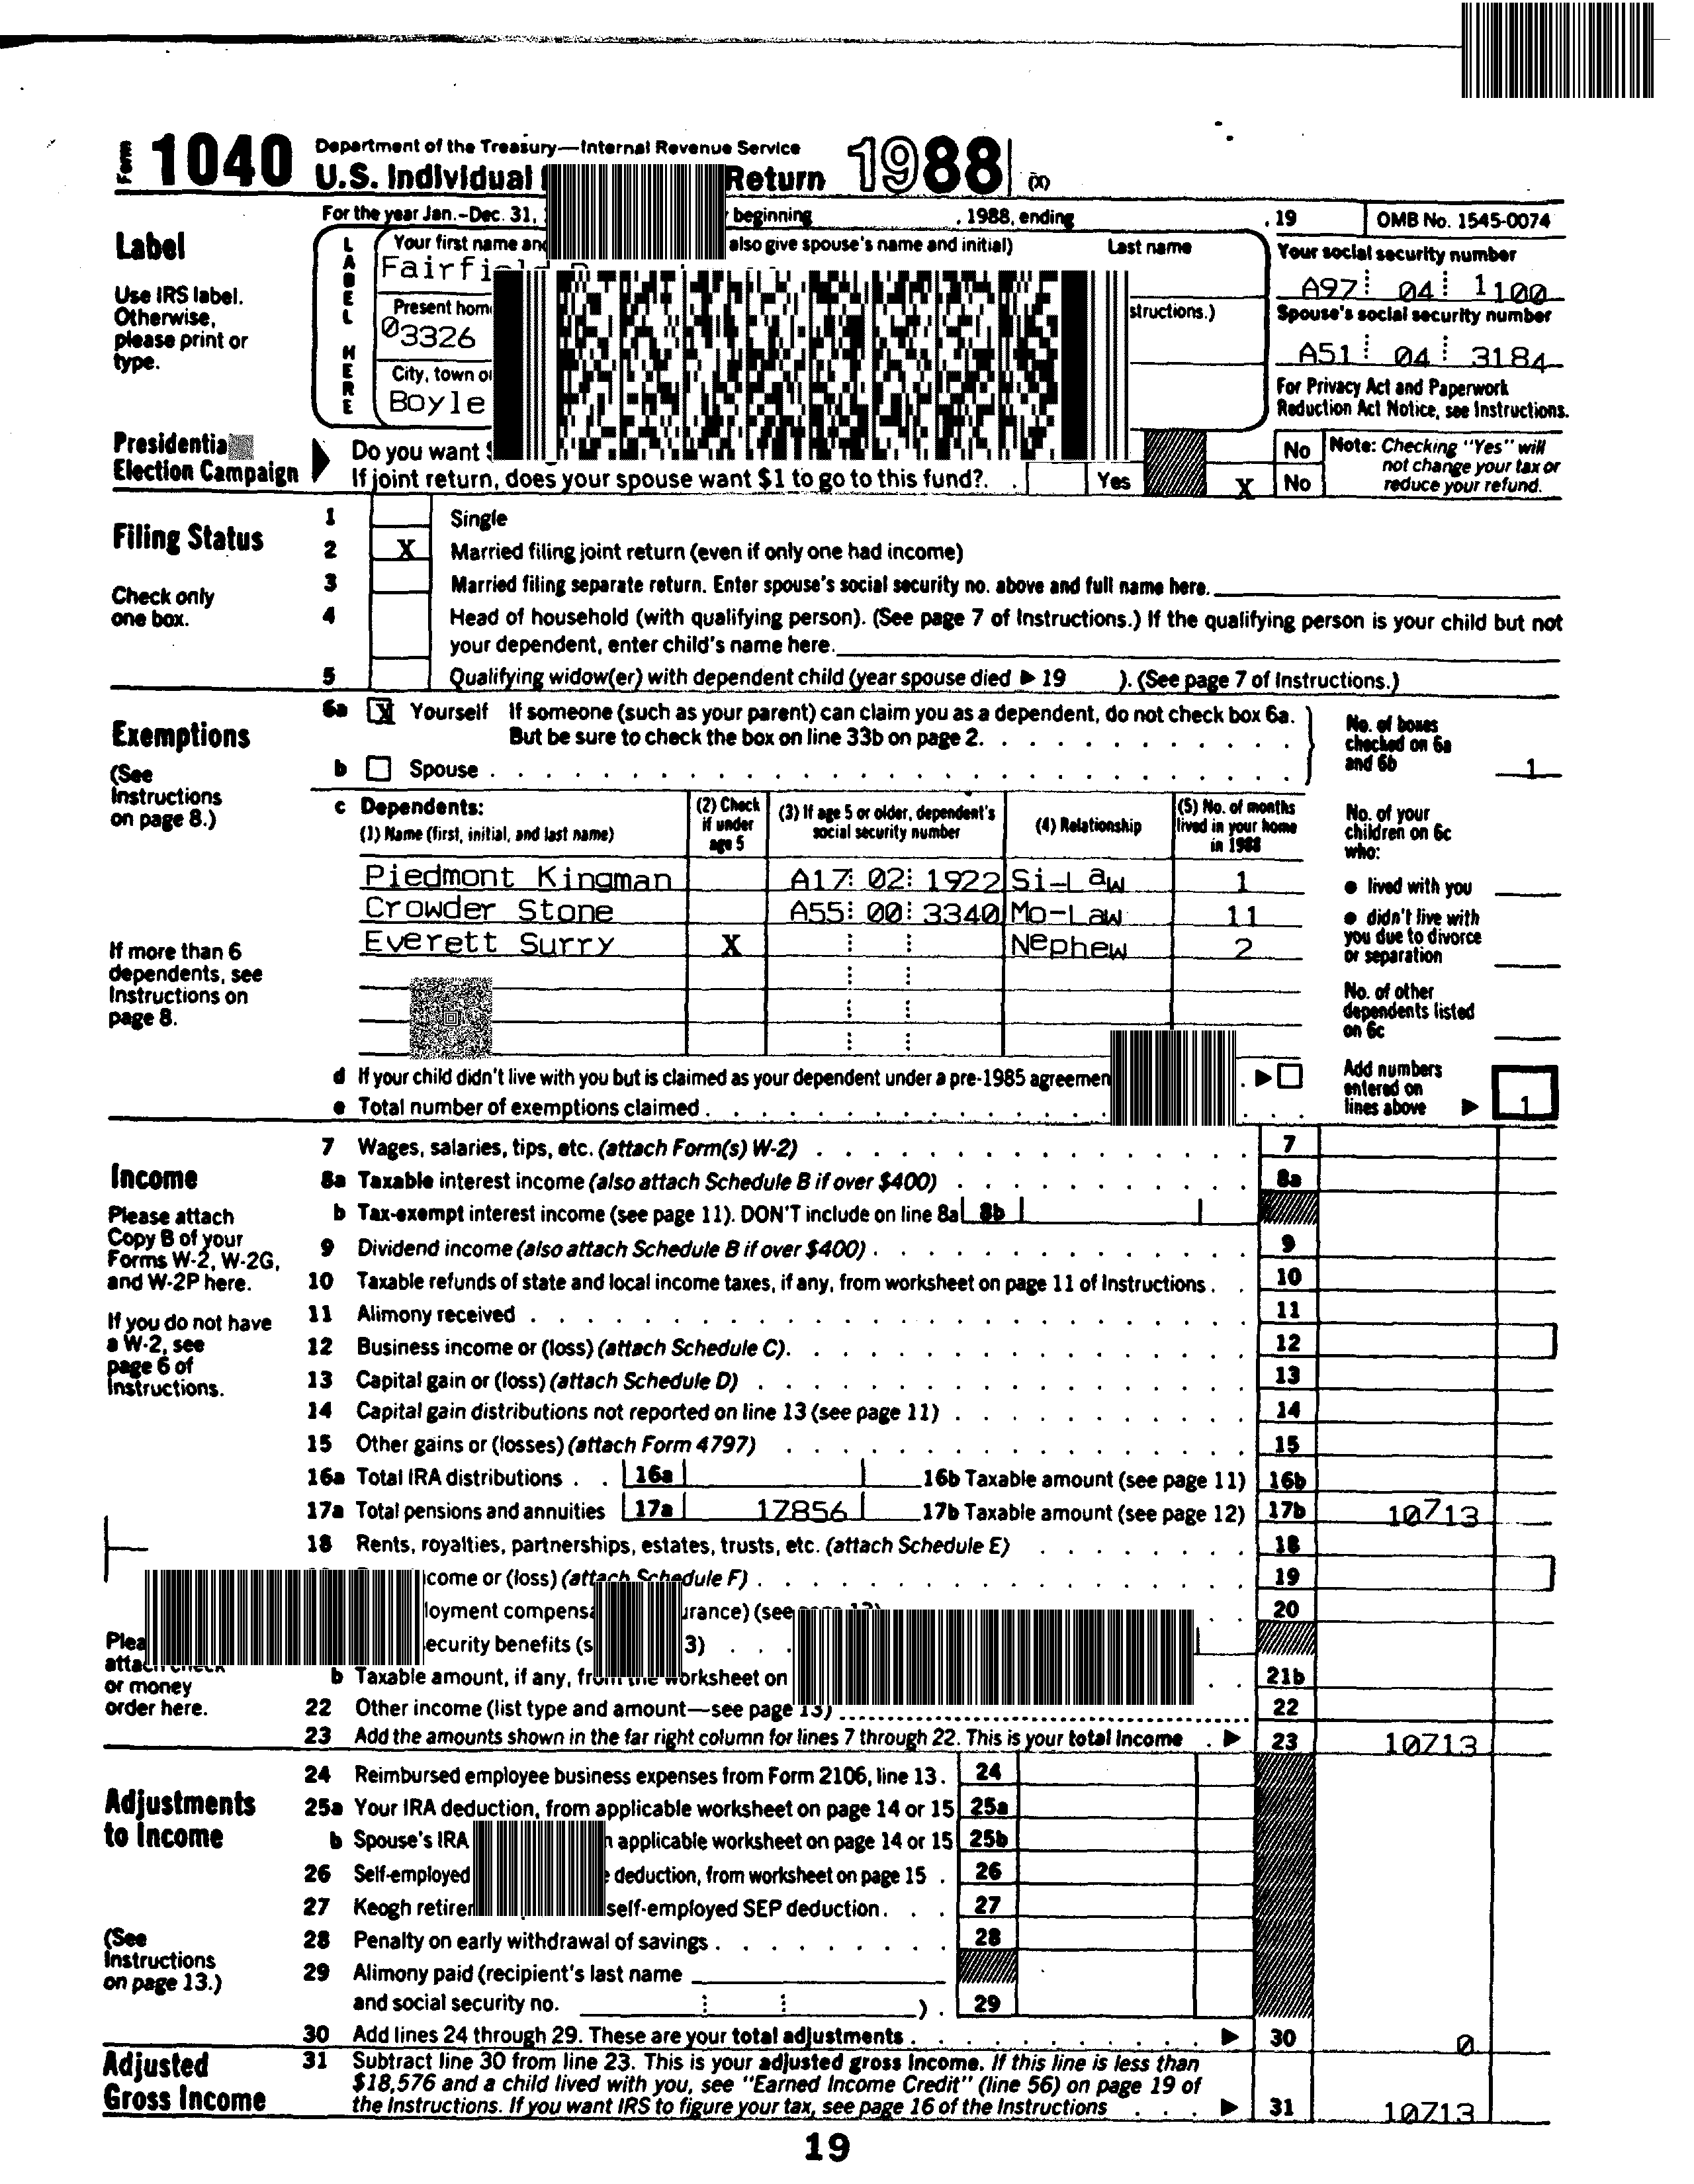 Form 1040 Department of the Treasury—Internal Revenue Service 1988 (X)
U.S. Individual Return
For the year Jan.-Dec. 31, beginning , 1988, ending , 19 OMB No. 1545-0074
Label
Use IRS label. Otherwise, please print or type.
LABEL HERE
Your first name and also give spouse's name and initial) Last name
Your social security number
A97 04 1100
Present hom structions.)
03326
Spouse's social security number
A51 04 3184
City, town or
Boyle
For Privacy Act and Paperwork Reduction Act Notice, see Instructions.
Presidential Election Campaign
Do you want No
If joint return, does your spouse want $1 to go to this fund?. . Yes X No
Note: Checking "Yes" will not change your tax or reduce your refund.
Filing Status
Check only one box.
1 Single
2 X Married filing joint return (even if only one had income)
3 Married filing separate return. Enter spouse's social security no. above and full name here.
4 Head of household (with qualifying person). (See page 7 of Instructions.) If the qualifying person is your child but not
your dependent, enter child's name here.
5 Qualifying widow(er) with dependent child (year spouse died ▶ 19 ). (See page 7 of Instructions.)
Exemptions
(See Instructions on page 8.)
6a X Yourself If someone (such as your parent) can claim you as a dependent, do not check box 6a.
But be sure to check the box on line 33b on page 2.
b Spouse
No. of boxes checked on 6a and 6b 1
c Dependents:
(1) Name (first, initial, and last name) (2) Check if under age 5 (3) If age 5 or older, dependent's social security number (4) Relationship (5) No. of months lived in your home in 1988
Piedmont Kingman A17 02 1922 Si-Law 1
Crowder Stone A55 00 3340 Mo-Law 11
Everett Surry X Nephew 2
If more than 6 dependents, see Instructions on page 8.
No. of your children on 6c who:
● lived with you
● didn't live with you due to divorce or separation
No. of other dependents listed on 6c
d If your child didn't live with you but is claimed as your dependent under a pre-1985 agreemen . ▶
e Total number of exemptions claimed
Add numbers entered on lines above ▶ 1
Income
Please attach Copy B of your Forms W-2, W-2G, and W-2P here.
If you do not have a W-2, see page 6 of Instructions.
7 Wages, salaries, tips, etc. (attach Form(s) W-2) 7
8a Taxable interest income (also attach Schedule B if over $400) 8a
b Tax-exempt interest income (see page 11). DON'T include on line 8a 8b
9 Dividend income (also attach Schedule B if over $400) 9
10 Taxable refunds of state and local income taxes, if any, from worksheet on page 11 of Instructions 10
11 Alimony received 11
12 Business income or (loss) (attach Schedule C) 12
13 Capital gain or (loss) (attach Schedule D) 13
14 Capital gain distributions not reported on line 13 (see page 11) 14
15 Other gains or (losses) (attach Form 4797) 15
16a Total IRA distributions 16a 16b Taxable amount (see page 11) 16b
17a Total pensions and annuities 17a 17856 17b Taxable amount (see page 12) 17b 10713
18 Rents, royalties, partnerships, estates, trusts, etc. (attach Schedule E) 18
come or (loss) (attach Schedule F) 19
loyment compensa urance) (see 20
ecurity benefits (s 3)
Plea attach check or money order here.
b Taxable amount, if any, from the worksheet on 21b
22 Other income (list type and amount—see page 13) 22
23 Add the amounts shown in the far right column for lines 7 through 22. This is your total income ▶ 23 10713
Adjustments to Income
(See Instructions on page 13.)
24 Reimbursed employee business expenses from Form 2106, line 13 24
25a Your IRA deduction, from applicable worksheet on page 14 or 15 25a
b Spouse's IRA applicable worksheet on page 14 or 15 25b
26 Self-employed deduction, from worksheet on page 15 26
27 Keogh retirem self-employed SEP deduction 27
28 Penalty on early withdrawal of savings 28
29 Alimony paid (recipient's last name
and social security no. ) 29
30 Add lines 24 through 29. These are your total adjustments ▶ 30 0
Adjusted Gross Income
31 Subtract line 30 from line 23. This is your adjusted gross income. If this line is less than
$18,576 and a child lived with you, see "Earned Income Credit" (line 56) on page 19 of
the Instructions. If you want IRS to figure your tax, see page 16 of the Instructions ▶ 31 10713
19